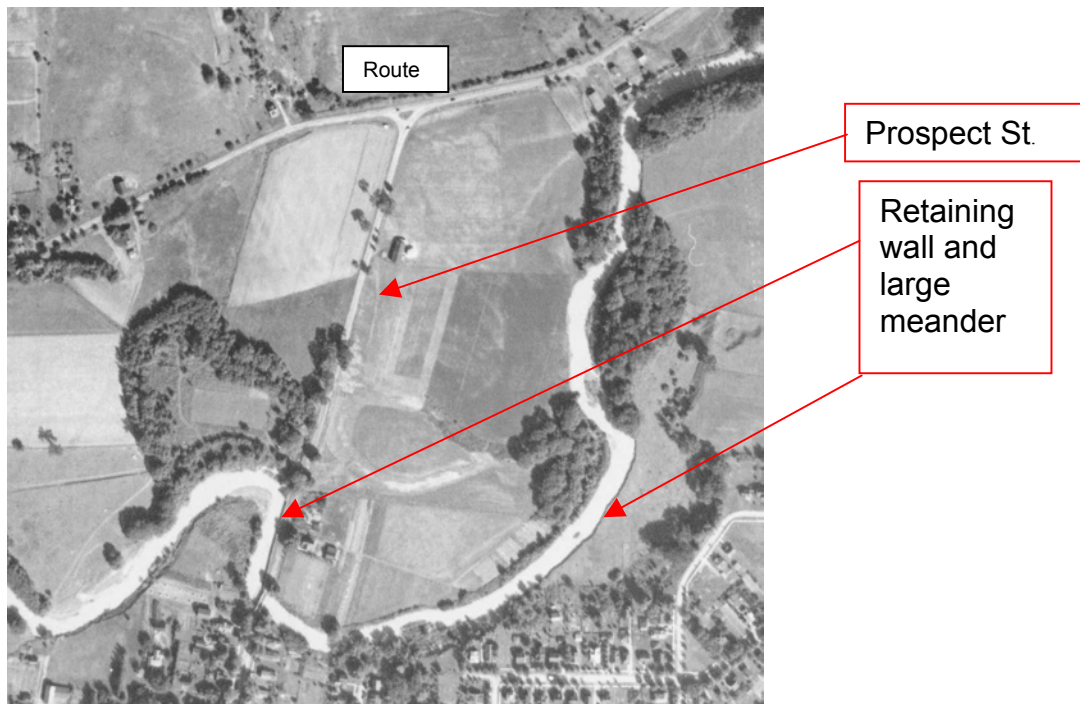 Route
Prospect St.
Retaining
wall and
large
meander